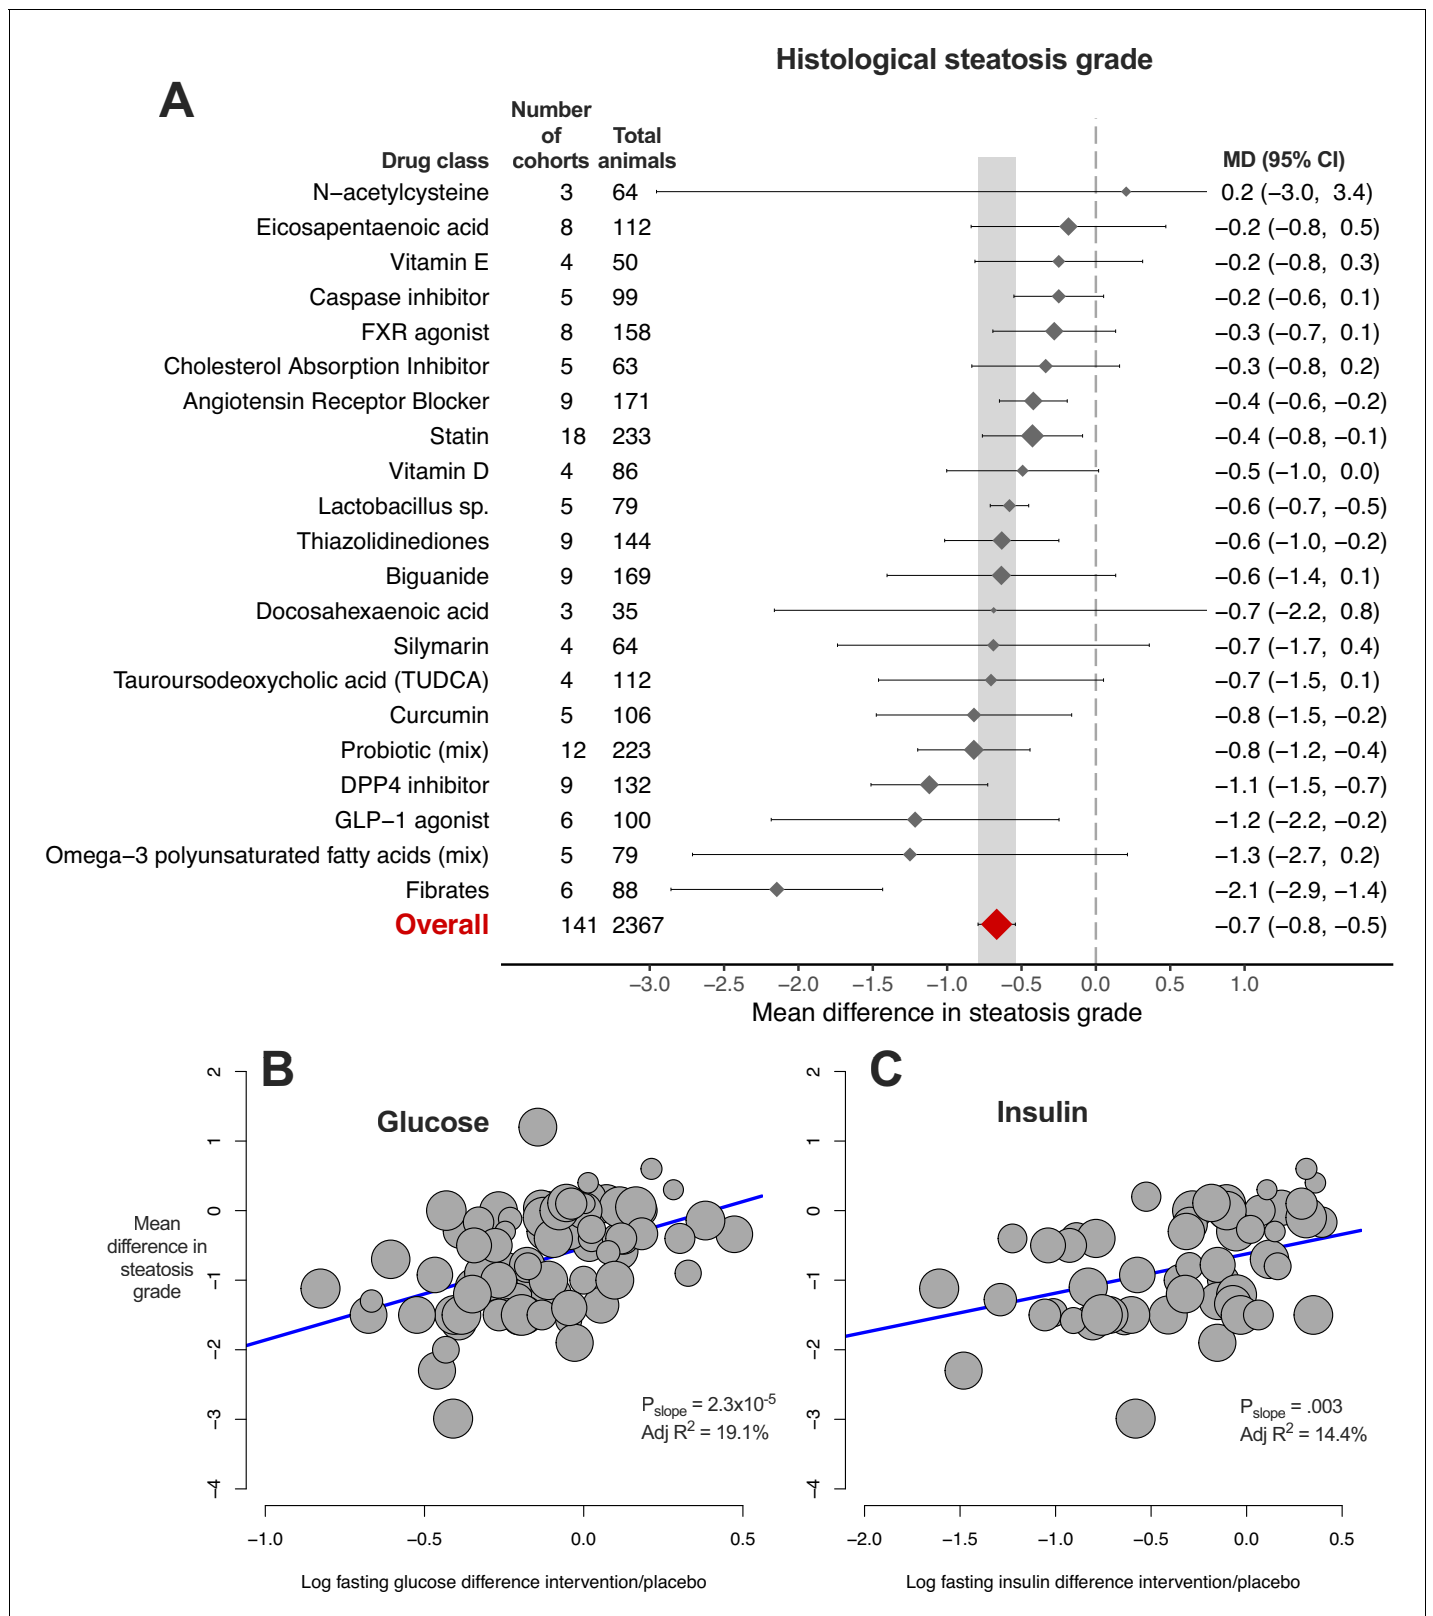 Histological steatosis grade
A
Number of cohorts Total animals
Drug class MD (95% CI)
N−acetylcysteine 3 64 0.2 (−3.0, 3.4)
Eicosapentaenoic acid 8 112 −0.2 (−0.8, 0.5)
Vitamin E 4 50 −0.2 (−0.8, 0.3)
Caspase inhibitor 5 99 −0.2 (−0.6, 0.1)
FXR agonist 8 158 −0.3 (−0.7, 0.1)
Cholesterol Absorption Inhibitor 5 63 −0.3 (−0.8, 0.2)
Angiotensin Receptor Blocker 9 171 −0.4 (−0.6, −0.2)
Statin 18 233 −0.4 (−0.8, −0.1)
Vitamin D 4 86 −0.5 (−1.0, 0.0)
Lactobacillus sp. 5 79 −0.6 (−0.7, −0.5)
Thiazolidinediones 9 144 −0.6 (−1.0, −0.2)
Biguanide 9 169 −0.6 (−1.4, 0.1)
Docosahexaenoic acid 3 35 −0.7 (−2.2, 0.8)
Silymarin 4 64 −0.7 (−1.7, 0.4)
Tauroursodeoxycholic acid (TUDCA) 4 112 −0.7 (−1.5, 0.1)
Curcumin 5 106 −0.8 (−1.5, −0.2)
Probiotic (mix) 12 223 −0.8 (−1.2, −0.4)
DPP4 inhibitor 9 132 −1.1 (−1.5, −0.7)
GLP−1 agonist 6 100 −1.2 (−2.2, −0.2)
Omega−3 polyunsaturated fatty acids (mix) 5 79 −1.3 (−2.7, 0.2)
Fibrates 6 88 −2.1 (−2.9, −1.4)
Overall 141 2367 −0.7 (−0.8, −0.5)
−3.0 −2.5 −2.0 −1.5 −1.0 −0.5 0.0 0.5 1.0
Mean difference in steatosis grade
B
Glucose
Mean
difference in
steatosis
grade
2
1
0
−1
−2
−3
−4
Pslope = 2.3x10-5
Adj R2 = 19.1%
−1.0 −0.5 0.0 0.5
Log fasting glucose difference intervention/placebo
C
Insulin
2
1
0
−1
−2
−3
−4
Pslope = .003
Adj R2 = 14.4%
−2.0 −1.5 −1.0 −0.5 0.0 0.5
Log fasting insulin difference intervention/placebo